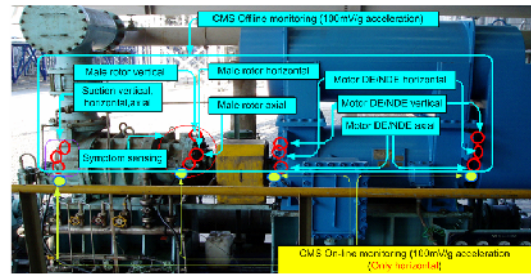 CMS Offline monitoring (100mV/g acceleration)
Male rotor vertical
Male rotor horizontal
Motor DE/NDE horizontal
Suction vertical,
horizontal,axial
Male rotor axial
Motor DE/NDE vertical
Motor DE/NDE axial
Symptom sensing
CMS On-line monitoring (100mV/g acceleration
(Only horizontal)